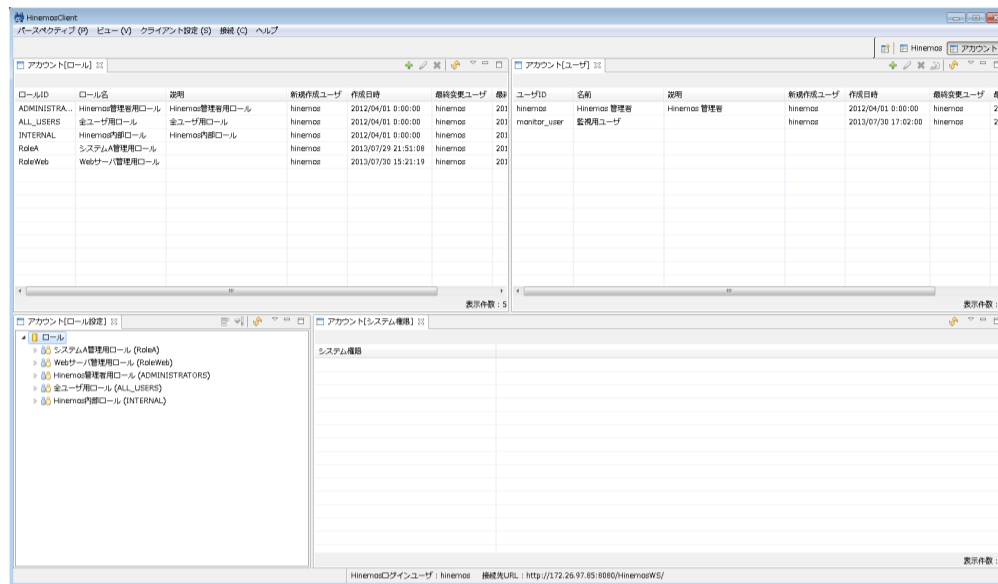 HinemosClient
パースペクティブ (P) ビュー (V) クライアント設定 (S) 接続 (C) ヘルプ
Hinemos アカウント
アカウント[ロール]
ロールID ロール名 説明 新規作成ユーザ 作成日時 最終変更ユーザ
ADMINISTRA... Hinemos管理者用ロール Hinemos管理者用ロール hinemos 2012/04/01 0:00:00 hinemos 201
ALL_USERS 全ユーザ用ロール 全ユーザ用ロール hinemos 2012/04/01 0:00:00 hinemos 201
INTERNAL Hinemos内部ロール Hinemos内部ロール hinemos 2012/04/01 0:00:00 hinemos 201
RoleA システムA管理用ロール hinemos 2013/07/29 21:51:08 hinemos 201
RoleWeb Webサーバ管理用ロール hinemos 2013/07/30 15:21:19 hinemos 201
表示件数 : 5
アカウント[ユーザ]
ユーザID 名前 説明 新規作成ユーザ 作成日時 最終変更ユーザ
hinemos Hinemos 管理者 Hinemos 管理者 hinemos 2012/04/01 0:00:00 hinemos 2
monitor_user 監視用ユーザ hinemos 2013/07/30 17:02:00 hinemos 2
表示件数 :
アカウント[ロール設定]
ロール
システムA管理用ロール (RoleA)
Webサーバ管理用ロール (RoleWeb)
Hinemos管理者用ロール (ADMINISTRATORS)
全ユーザ用ロール (ALL_USERS)
Hinemos内部ロール (INTERNAL)
アカウント[システム権限]
システム権限
表示件数 :
Hinemosログインユーザ : hinemos 接続先URL : http://172.26.97.85:8080/HinemosWS/